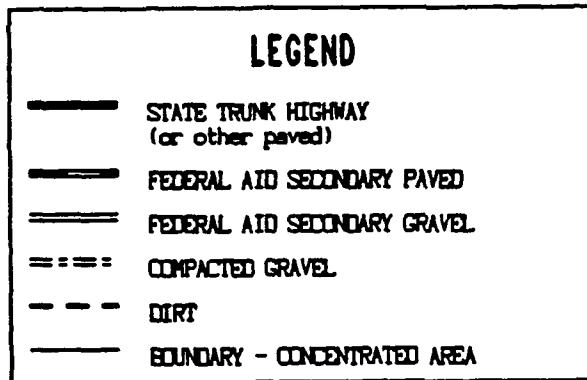 LEGEND
STATE TRUNK HIGHWAY
(or other paved)
FEDERAL AID SECONDARY PAVED
FEDERAL AID SECONDARY GRAVEL
COMPACTED GRAVEL
DIRT
BOUNDARY - CONCENTRATED AREA